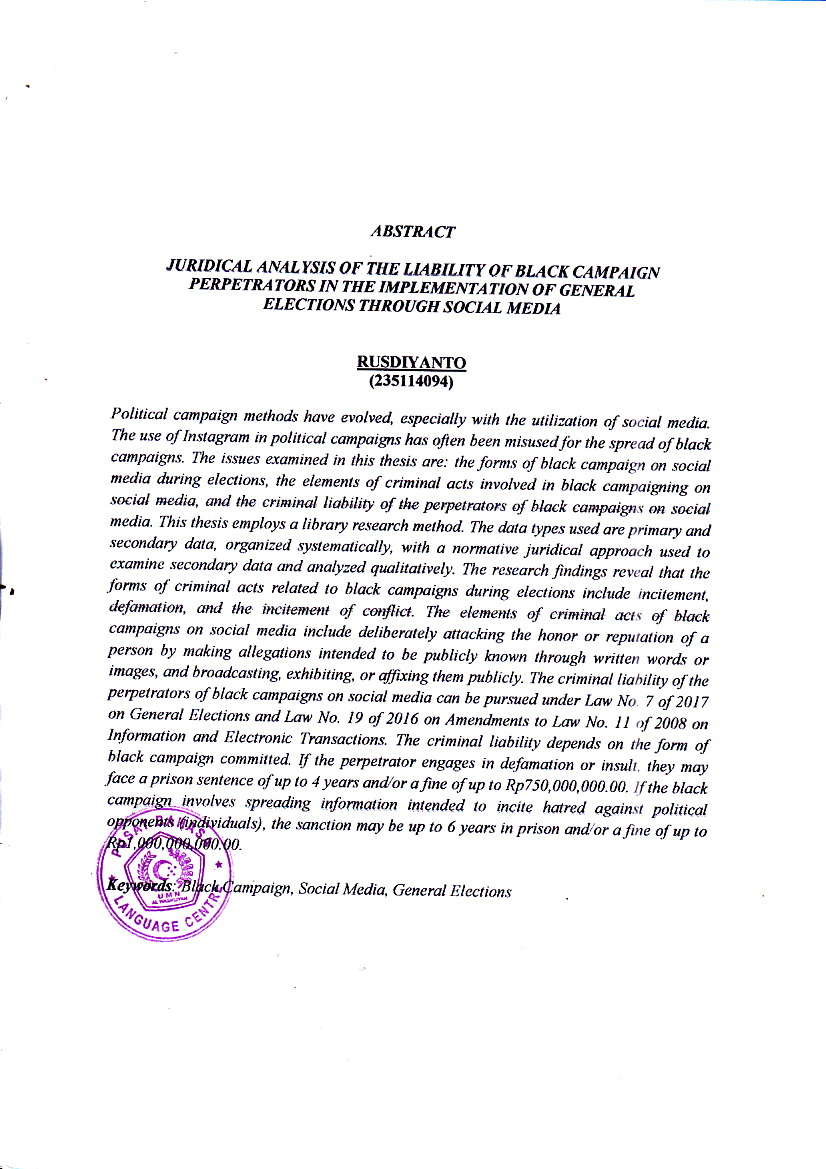 ABSTRACT
JURIDICAL ANALYSIS OF THE LIABILITY OF BLACK CAMPAIGN
PERPETRATORS IN THE IMPLEMENTATION OF GENERAL
ELECTIONS THROUGH SOCIAL MEDIA
RUSDIYANTO
(235114094)
Political campaign methods have evolved, especially with the utilization of social media.
The use of Instagram in political campaigns has often been misused for the spread of black
campaigns. The issues examined in this thesis are: the forms of black campaign on social
media during elections, the elements of criminal acts involved in black campaigning on
social media, and the criminal liability of the perpetrators of black campaigns on social
media. This thesis employs a library research method. The data types used are primary and
secondary data, organized systematically, with a normative juridical approach used to
examine secondary data and analyzed qualitatively. The research findings reveal that the
forms of criminal acts related to black campaigns during elections include incitement,
defamation, and the incitement of conflict. The elements of criminal acts of black
campaigns on social media include deliberately attacking the honor or reputation of a
person by making allegations intended to be publicly known through written words or
images, and broadcasting, exhibiting, or affixing them publicly. The criminal liability of the
perpetrators of black campaigns on social media can be pursued under Law No. 7 of 2017
on General Elections and Law No. 19 of 2016 on Amendments to Law No. 11 of 2008 on
Information and Electronic Transactions. The criminal liability depends on the form of
black campaign committed. If the perpetrator engages in defamation or insult, they may
face a prison sentence of up to 4 years and/or a fine of up to Rp750,000,000.00. If the black
campaign involves spreading information intended to incite hatred against political
opponents (individuals), the sanction may be up to 6 years in prison and/or a fine of up to
Rp1,000,000,000.00.
Keywords: Black Campaign, Social Media, General Elections
PUSAT BAHASA
UMN
AL WASHLIYAH
LANGUAGE CENTRE